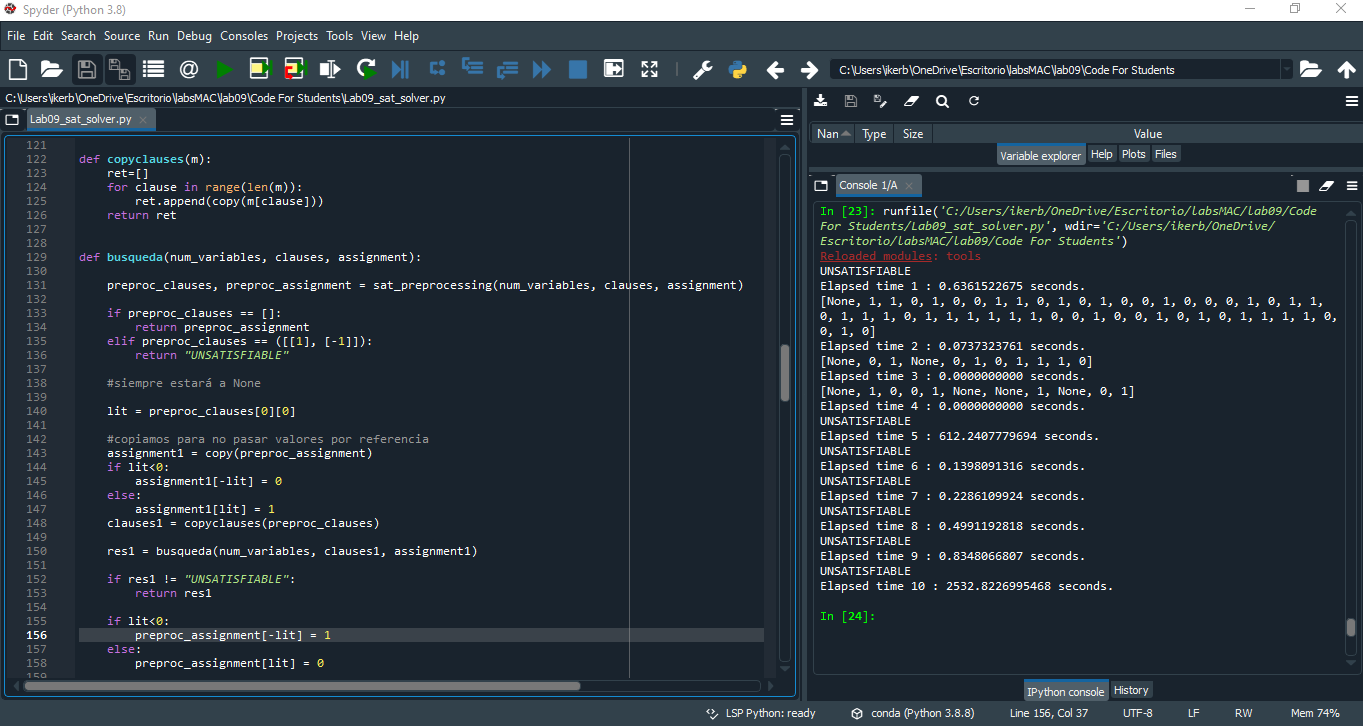 Spyder (Python 3.8)
File Edit Search Source Run Debug Consoles Projects Tools View Help
C:\Users\ikerb\OneDrive\Escritorio\labsMAC\lab09\Code For Students
C:\Users\ikerb\OneDrive\Escritorio\labsMAC\lab09\Code For Students\Lab09_sat_solver.py
Lab09_sat_solver.py
121
122 def copyclauses(m):
123 ret=[]
124 for clause in range(len(m)):
125 ret.append(copy(m[clause]))
126 return ret
127
128
129 def busqueda(num_variables, clauses, assignment):
130
131 preproc_clauses, preproc_assignment = sat_preprocessing(num_variables, clauses, assignment)
132
133 if preproc_clauses == []:
134 return preproc_assignment
135 elif preproc_clauses == ([[1], [-1]]):
136 return "UNSATISFIABLE"
137
138 #siempre estará a None
139
140 lit = preproc_clauses[0][0]
141
142 #copiamos para no pasar valores por referencia
143 assignment1 = copy(preproc_assignment)
144 if lit<0:
145 assignment1[-lit] = 0
146 else:
147 assignment1[lit] = 1
148 clauses1 = copyclauses(preproc_clauses)
149
150 res1 = busqueda(num_variables, clauses1, assignment1)
151
152 if res1 != "UNSATISFIABLE":
153 return res1
154
155 if lit<0:
156 preproc_assignment[-lit] = 1
157 else:
158 preproc_assignment[lit] = 0
159
Nan Type Size Value
Variable explorer Help Plots Files
Console 1/A
In [23]: runfile('C:/Users/ikerb/OneDrive/Escritorio/labsMAC/lab09/Code
For Students/Lab09_sat_solver.py', wdir='C:/Users/ikerb/OneDrive/
Escritorio/labsMAC/lab09/Code For Students')
Reloaded modules: tools
UNSATISFIABLE
Elapsed time 1 : 0.6361522675 seconds.
[None, 1, 1, 0, 1, 0, 0, 1, 1, 0, 1, 0, 1, 0, 0, 1, 0, 0, 0, 1, 0, 1, 1,
0, 1, 1, 1, 0, 1, 1, 1, 1, 1, 1, 0, 0, 1, 0, 0, 1, 0, 1, 0, 1, 1, 1, 1, 0, 0,
0, 1, 0]
Elapsed time 2 : 0.0737323761 seconds.
[None, 0, 1, None, 0, 1, 0, 1, 1, 1, 0]
Elapsed time 3 : 0.0000000000 seconds.
[None, 1, 0, 0, 1, None, None, 1, None, 0, 1]
Elapsed time 4 : 0.0000000000 seconds.
UNSATISFIABLE
Elapsed time 5 : 612.2407779694 seconds.
UNSATISFIABLE
Elapsed time 6 : 0.1398091316 seconds.
UNSATISFIABLE
Elapsed time 7 : 0.2286109924 seconds.
UNSATISFIABLE
Elapsed time 8 : 0.4991192818 seconds.
UNSATISFIABLE
Elapsed time 9 : 0.8348066807 seconds.
UNSATISFIABLE
Elapsed time 10 : 2532.8226995468 seconds.
In [24]:
IPython console History
LSP Python: ready conda (Python 3.8.8) Line 156, Col 37 UTF-8 LF RW Mem 74%